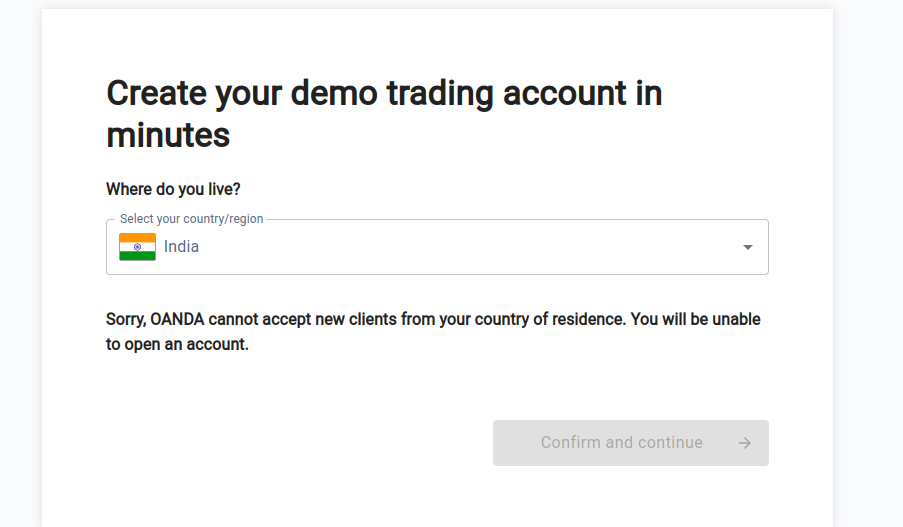 Create your demo trading account in
minutes
Where do you live?
Select your country/region
India
Sorry, OANDA cannot accept new clients from your country of residence. You will be unable
to open an account.
Confirm and continue